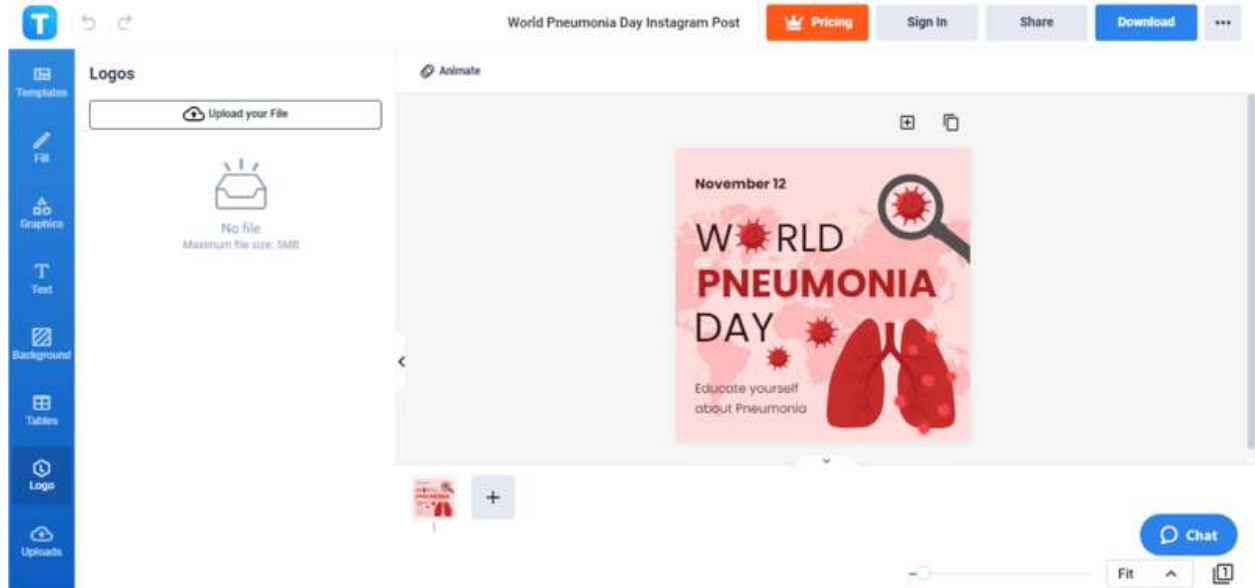 T
World Pneumonia Day Instagram Post
Pricing
Sign In
Share
Download
Templates
Fill
Graphics
Text
Background
Tables
Logo
Uploads
Logos
Upload your File
No file
Maximum file size: 5MB
Animate
November 12
W RLD
PNEUMONIA
DAY
Educate yourself
about Pneumonia
1
Chat
Fit
1